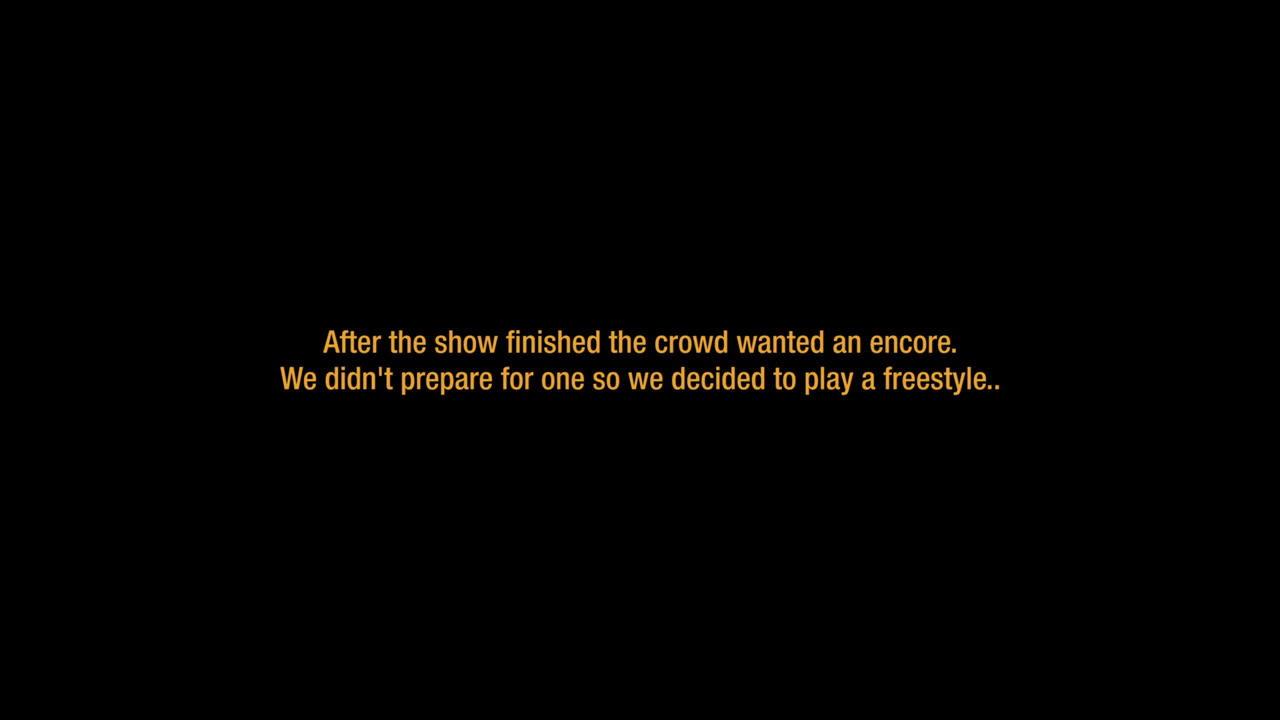 After the show finished the crowd wanted an encore.
We didn't prepare for one so we decided to play a freestyle..